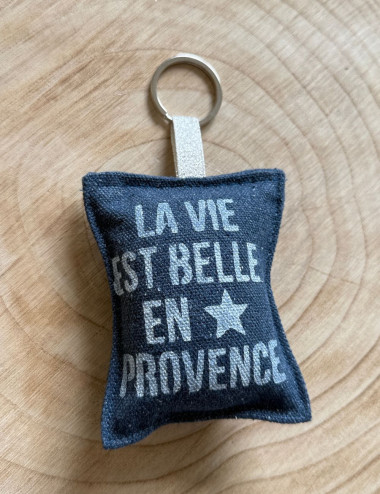 LA VIE
EST BELLE
EN
PROVENCE